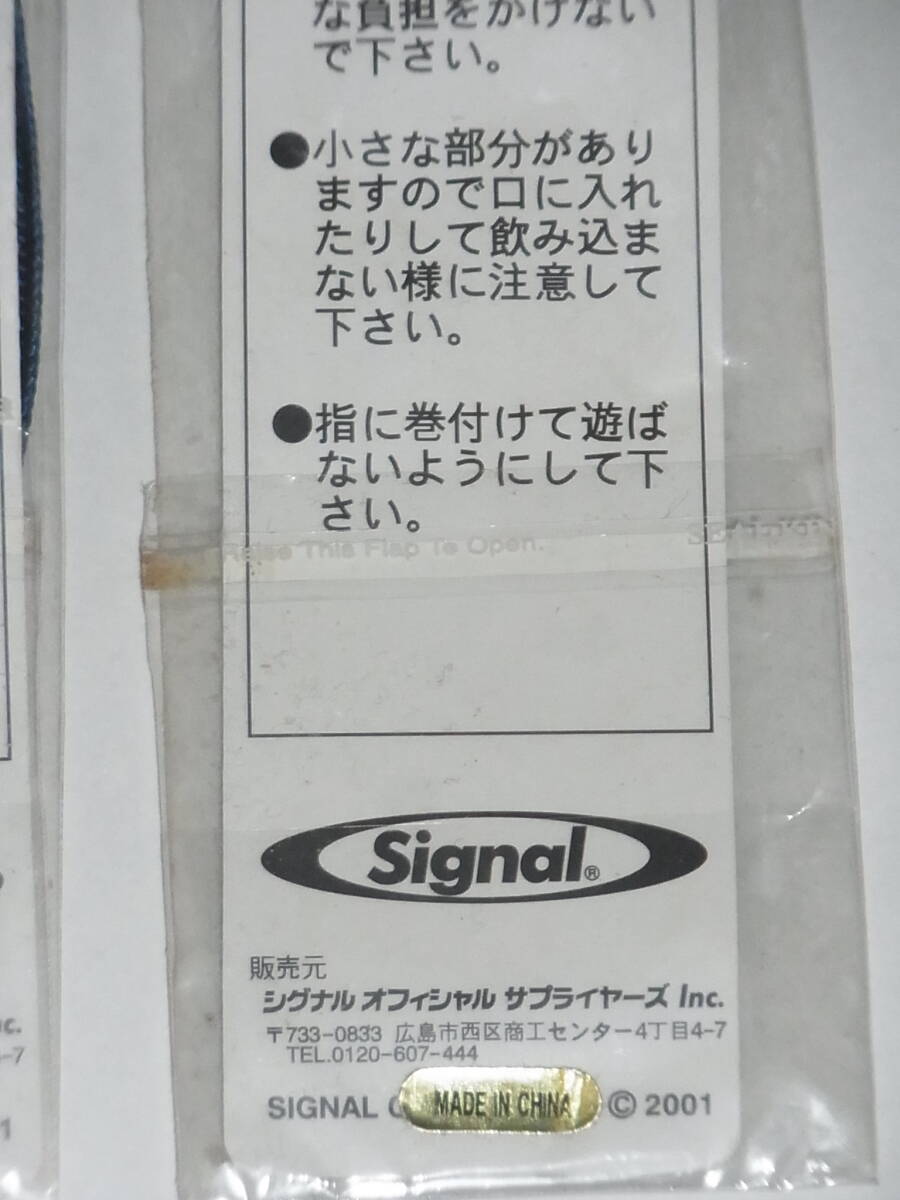 な負担をかけない
で下さい。
●小さな部分があり
ますので口に入れ
たりして飲み込ま
ない様に注意して
下さい。
●指に巻付けて遊ば
ないようにして下
さい。
Raise This Flap To Open.
Signal®
販売元
シグナル オフィシャル サプライヤーズ Inc.
〒733-0833 広島市西区商工センター4丁目4-7
TEL.0120-607-444
SIGNAL
MADE IN CHINA
© 2001